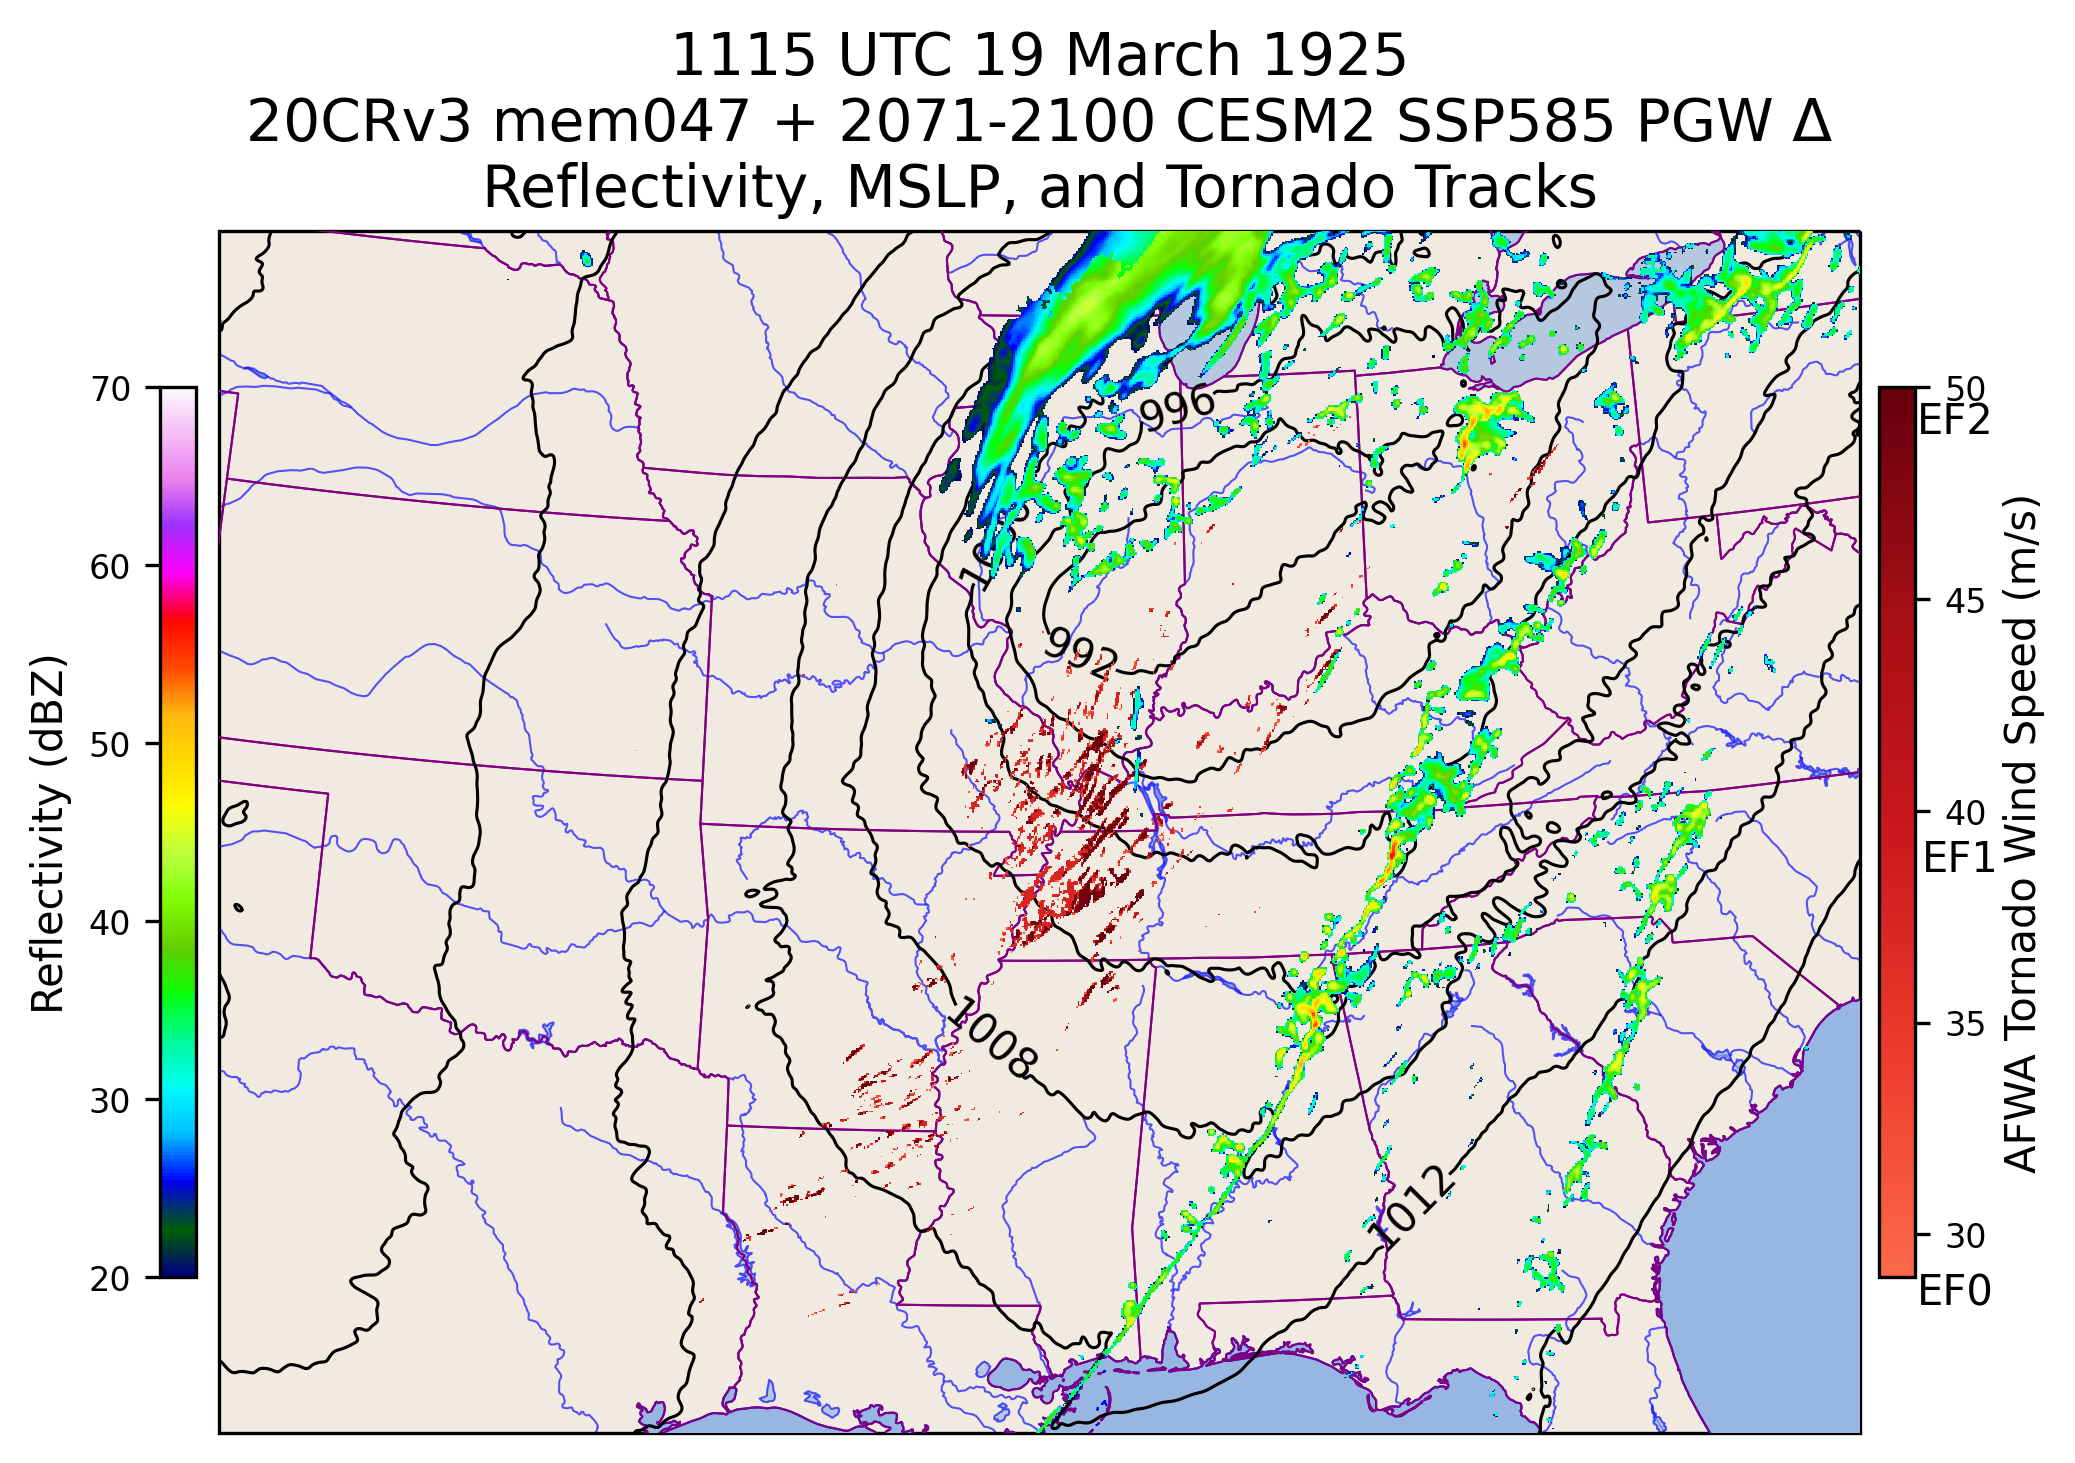 1115 UTC 19 March 1925
20CRv3 mem047 + 2071-2100 CESM2 SSP585 PGW Δ
Reflectivity, MSLP, and Tornado Tracks
70
60
50
40
30
20
Reflectivity (dBZ)
996
992
1008
1012
50
EF2
45
40
EF1
35
30
EF0
AFWA Tornado Wind Speed (m/s)